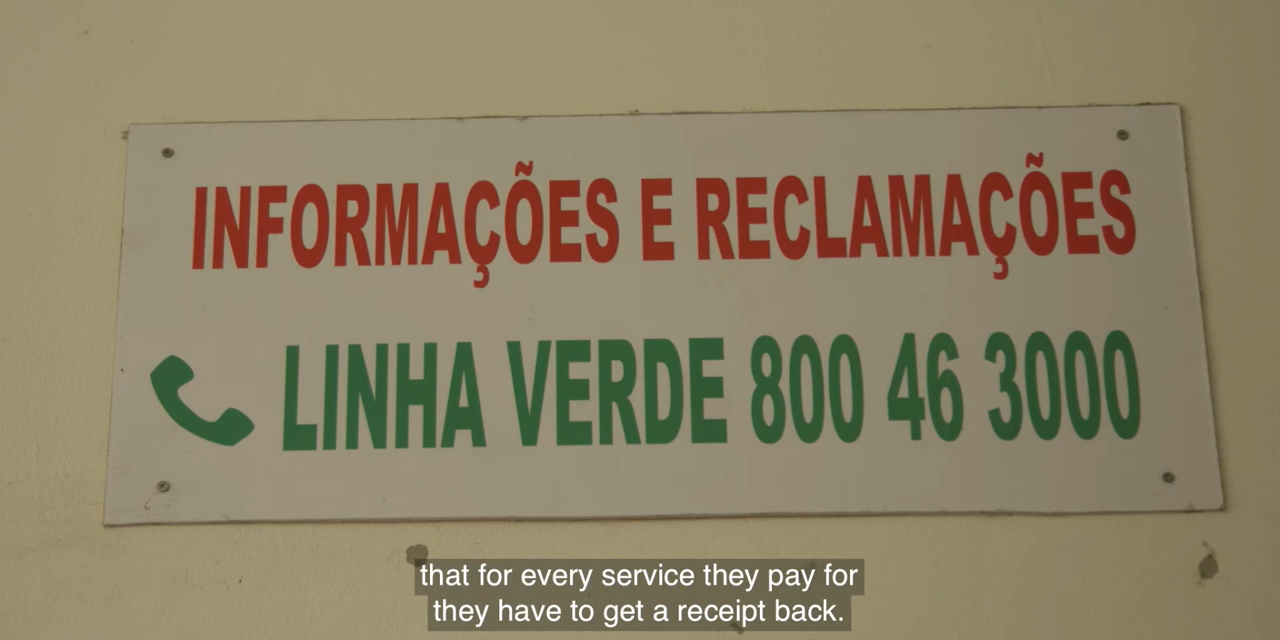 INFORMAÇÕES E RECLAMAÇÕES
LINHA VERDE 800 46 3000
that for every service they pay for
they have to get a receipt back.